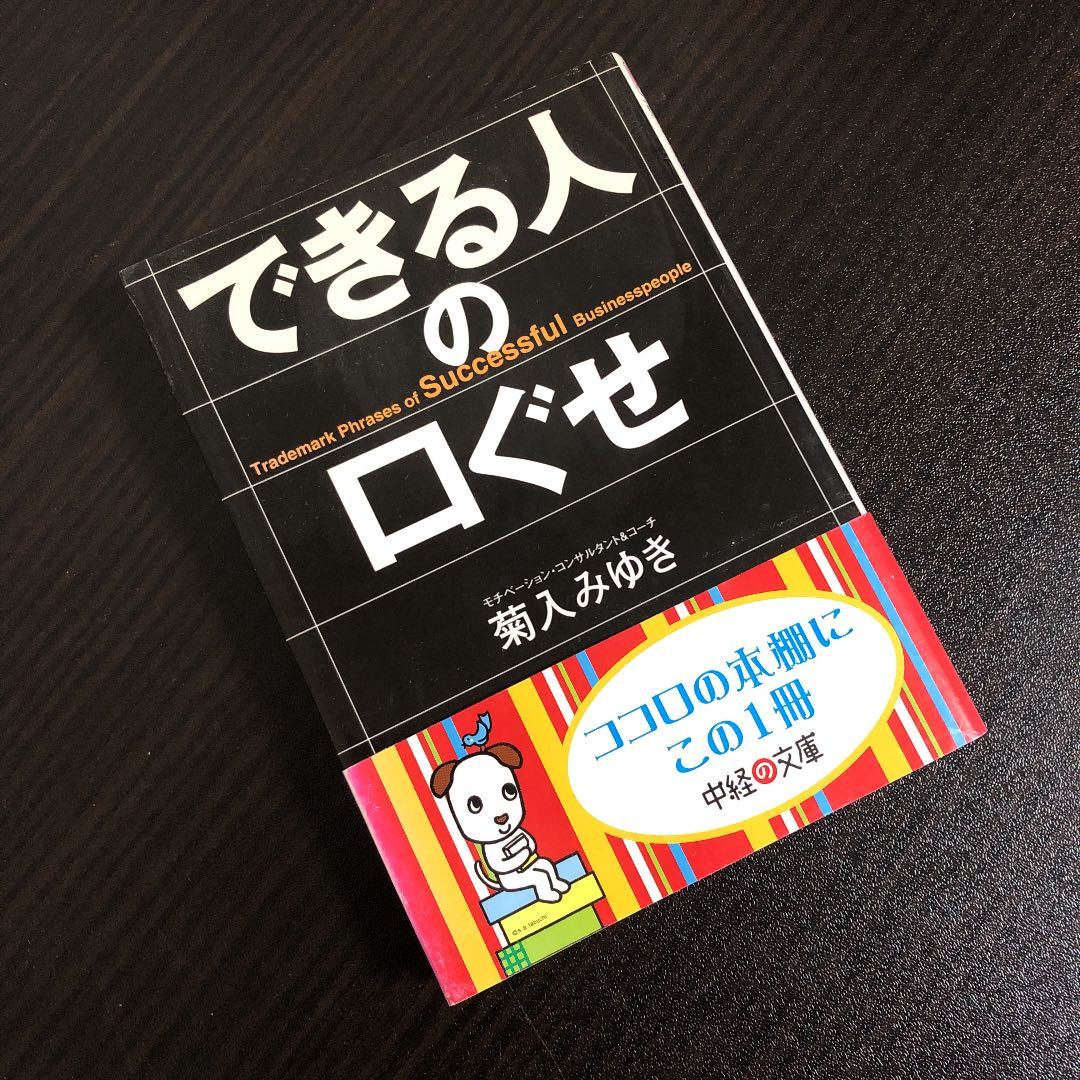 できる人
の
Trademark Phrases of Successful Businesspeople
口ぐせ
モチベーション・コンサルタント&コーチ
菊入みゆき
ココロの本棚に
この1冊
中経の文庫
©s.a.tabuchi